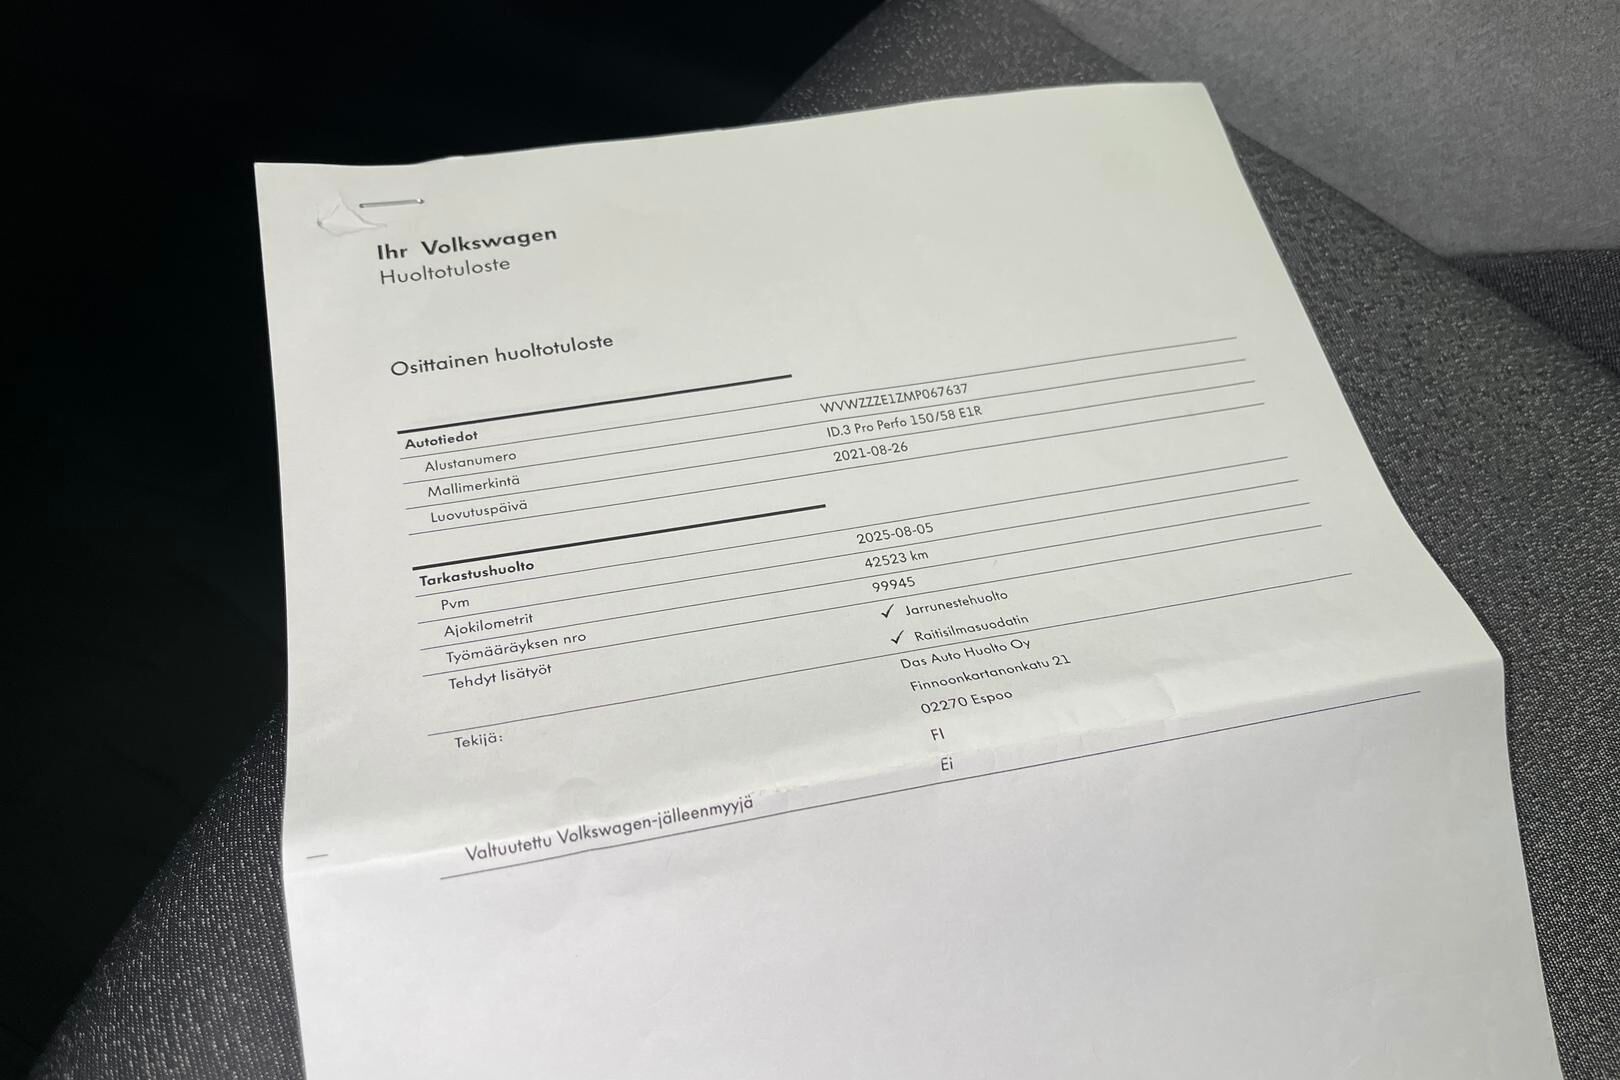 Ihr Volkswagen
Huoltotuloste
Osittainen huoltotuloste
Autotiedot
Alustanumero WVWZZZE1ZMP067637
Mallimerkintä ID.3 Pro Perfo 150/58 E1R
Luovutuspäivä 2021-08-26
Tarkastushuolto
Pvm 2025-08-05
Ajokilometrit 42523 km
Työmääräyksen nro 99945
Tehdyt lisätyöt ✓ Jarrunestehuolto
✓ Raitisilmasuodatin
Tekijä: Das Auto Huolto Oy
Finnoonkartanonkatu 21
02270 Espoo
FI
Valtuutettu Volkswagen-jälleenmyyjä Ei